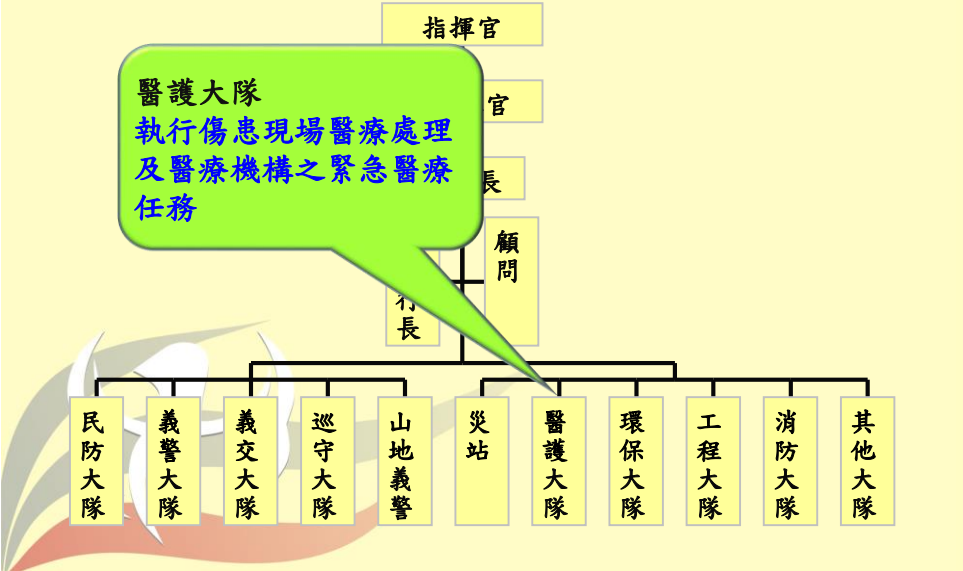 指揮官
醫護大隊
執行傷患現場醫療處理
及醫療機構之緊急醫療
任務
官
長
顧問
行長
民防大隊
義警大隊
義交大隊
巡守大隊
山地義警
災站
醫護大隊
環保大隊
工程大隊
消防大隊
其他大隊